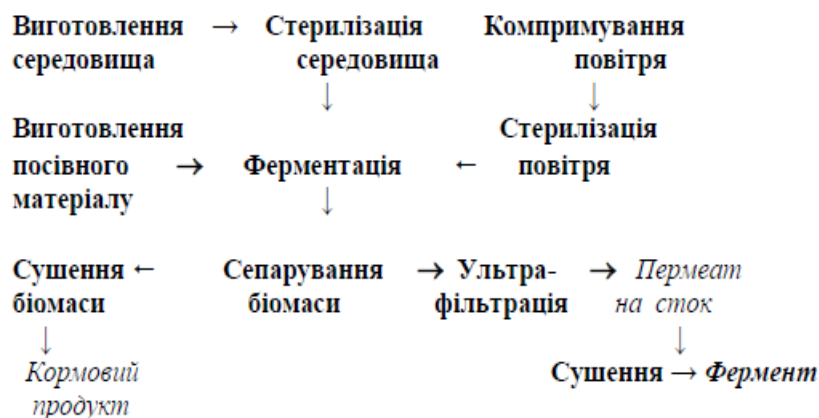 Виготовлення → Стерилізація Компримування
середовища середовища повітря
↓ ↓
Виготовлення Стерилізація
посівного → Ферментація ← повітря
матеріалу ↓
Сушення ← Сепарування → Ультра- → Пермеат
біомаси біомаси фільтрація на сток
↓ ↓
Кормовий Сушення → Фермент
продукт